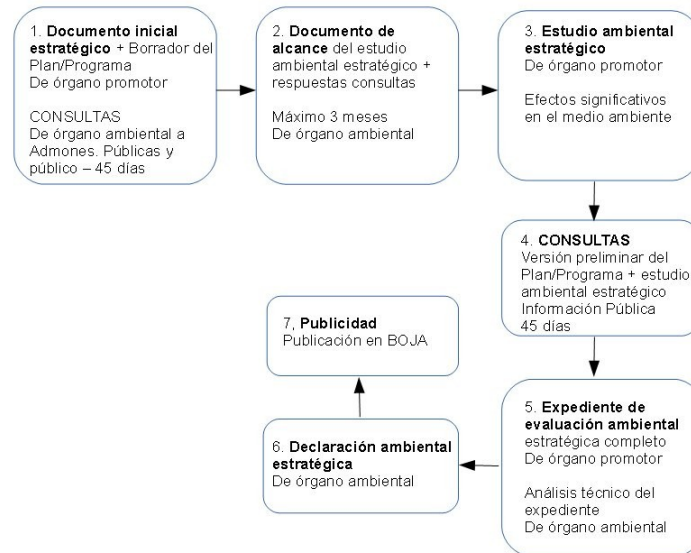 1. Documento inicial
estratégico + Borrador del
Plan/Programa
De órgano promotor
CONSULTAS
De órgano ambiental a
Admones. Públicas y
público – 45 días
2. Documento de
alcance del estudio
ambiental estratégico +
respuestas consultas
Máximo 3 meses
De órgano ambiental
3. Estudio ambiental
estratégico
De órgano promotor
Efectos significativos
en el medio ambiente
4. CONSULTAS
Versión preliminar del
Plan/Programa + estudio
ambiental estratégico
Información Pública
45 días
5. Expediente de
evaluación ambiental
estratégica completo
De órgano promotor
Análisis técnico del
expediente
De órgano ambiental
6. Declaración ambiental
estratégica
De órgano ambiental
7, Publicidad
Publicación en BOJA